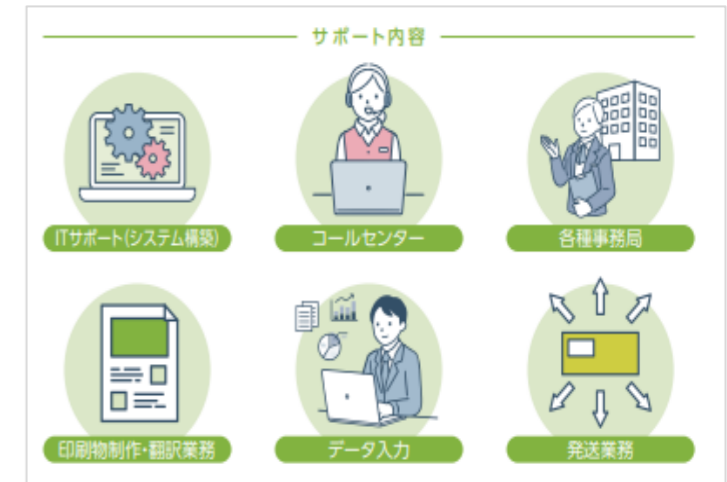 サポート内容
ITサポート(システム構築)
コールセンター
各種事務局
印刷物制作・翻訳業務
データ入力
発送業務